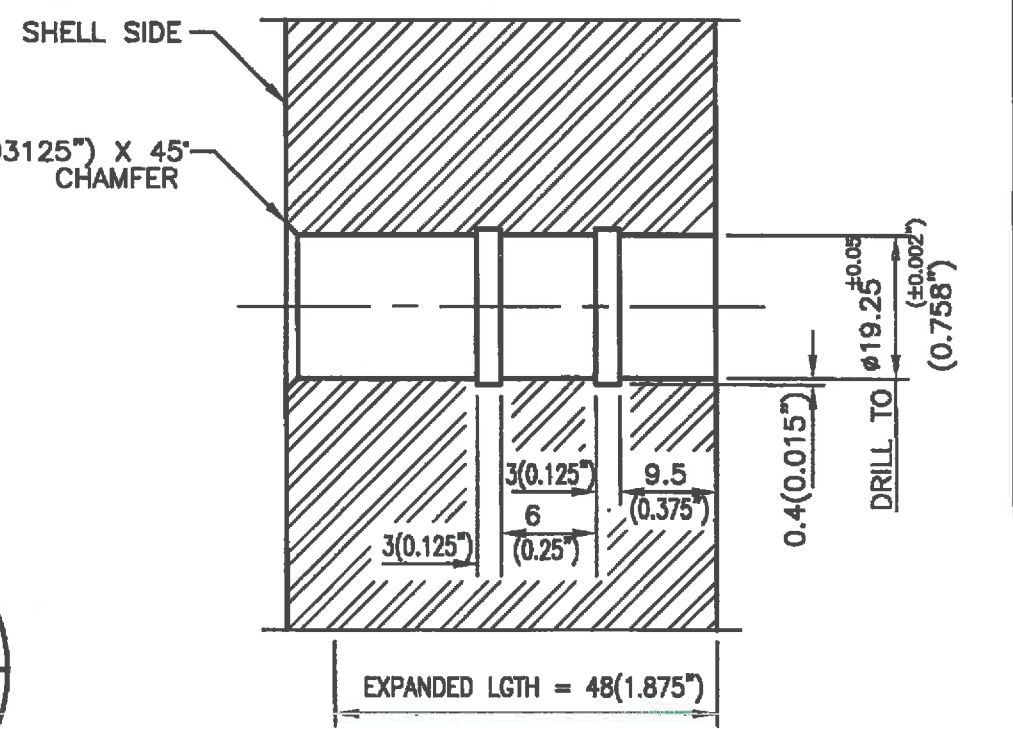 SHELL SIDE
03125") X 45°
CHAMFER
±0.05
ø19.25
(±0.002")
(0.758")
DRILL TO
0.4(0.015")
3(0.125")
9.5
(0.375")
6
(0.25")
3(0.125")
EXPANDED LGTH = 48(1.875")